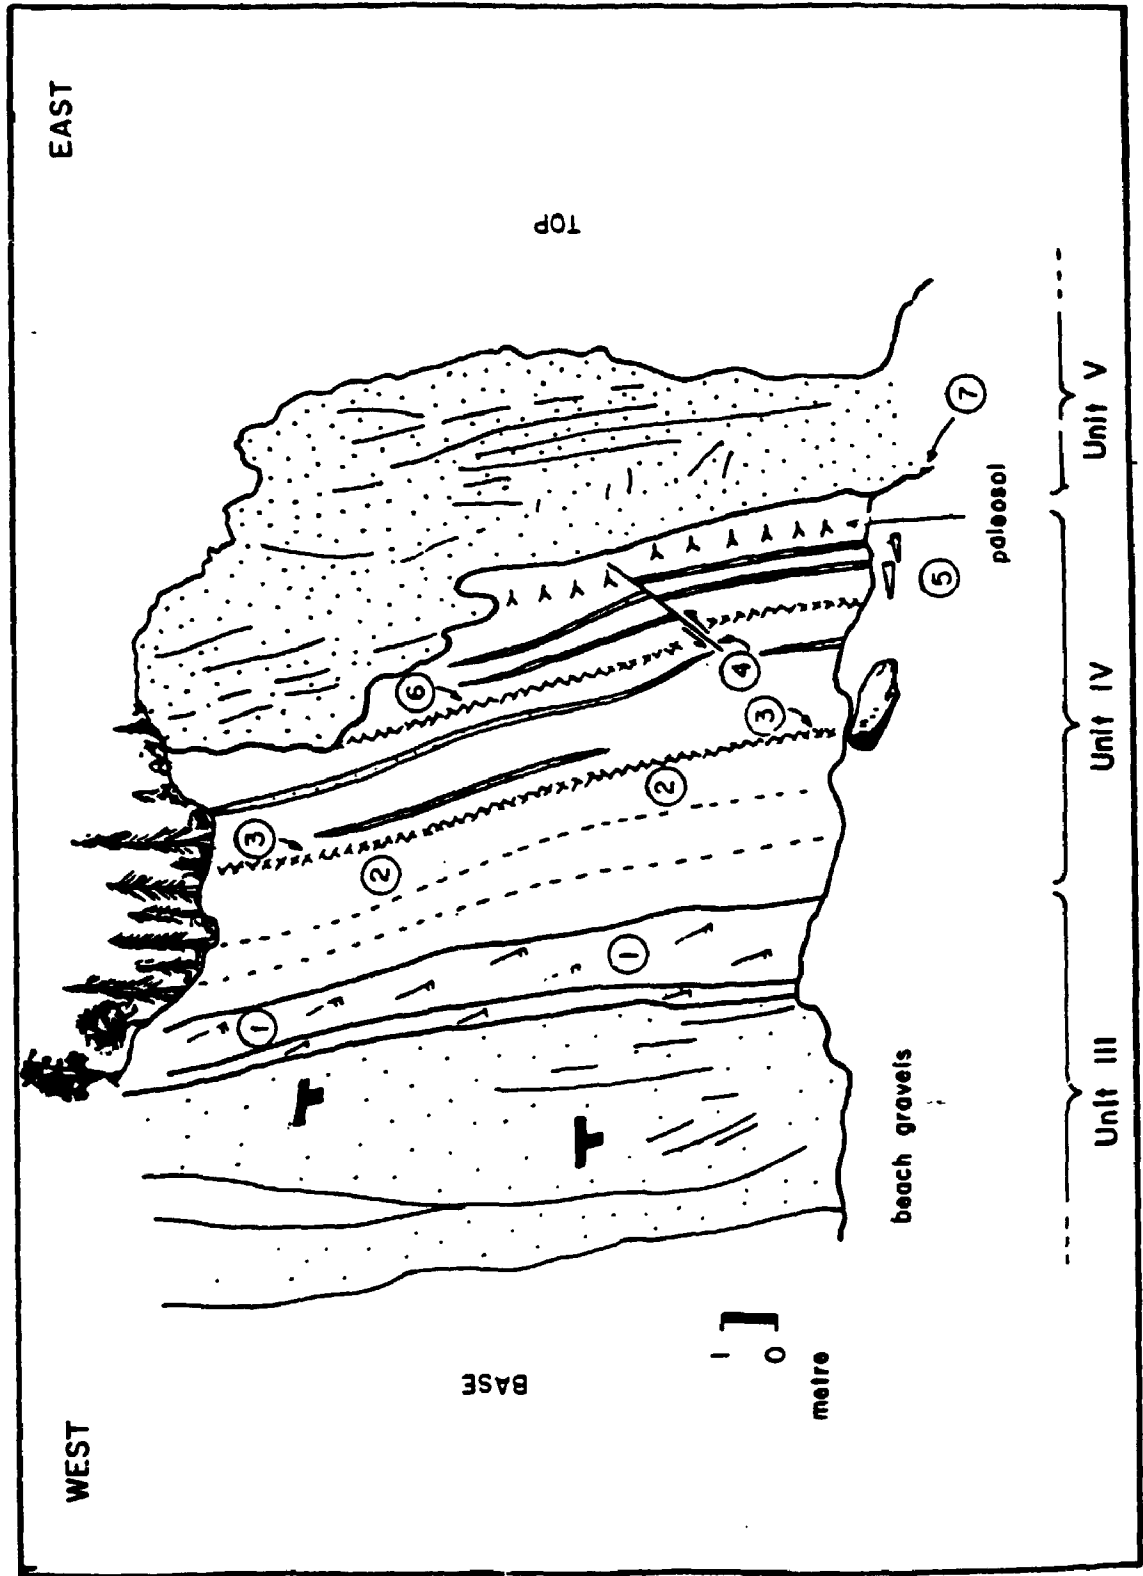 WEST
EAST
BASE
TOP
1
0
metre
1
1
2
2
3
3
4
5
6
7
beach gravels
paleosol
Unit III
Unit IV
Unit V